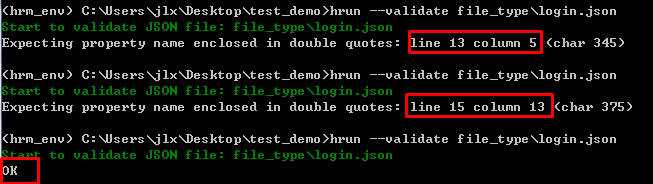 (hrm_env) C:\Users\jlx\Desktop\test_demo>hrun --validate file_type\login.json
Start to validate JSON file: file_type\login.json
Expecting property name enclosed in double quotes: line 13 column 5 (char 345)
(hrm_env) C:\Users\jlx\Desktop\test_demo>hrun --validate file_type\login.json
Start to validate JSON file: file_type\login.json
Expecting property name enclosed in double quotes: line 15 column 13 (char 375)
(hrm_env) C:\Users\jlx\Desktop\test_demo>hrun --validate file_type\login.json
Start to validate JSON file: file_type\login.json
OK